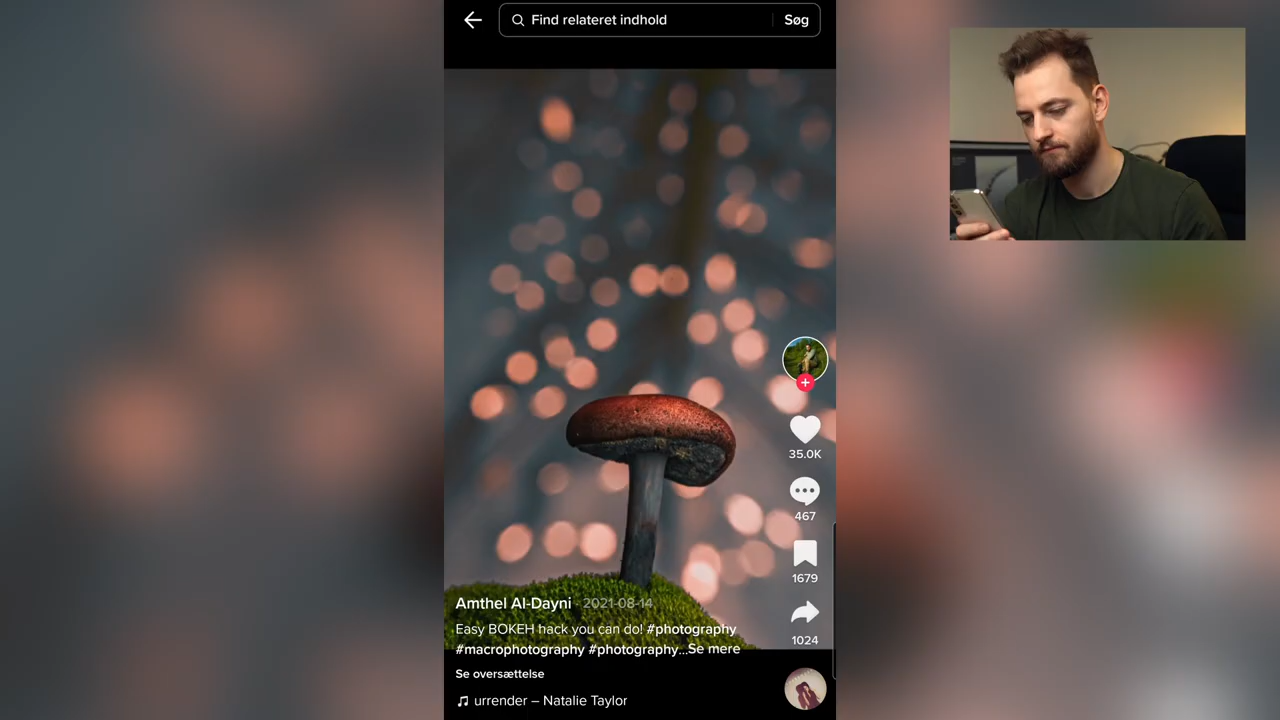 Find relateret indhold
Søg
35.0K
467
1679
1024
Amthel Al-Dayni · 2021-08-14
Easy BOKEH hack you can do! #photography
#macrophotography #photography...Se mere
Se oversættelse
urrender – Natalie Taylor